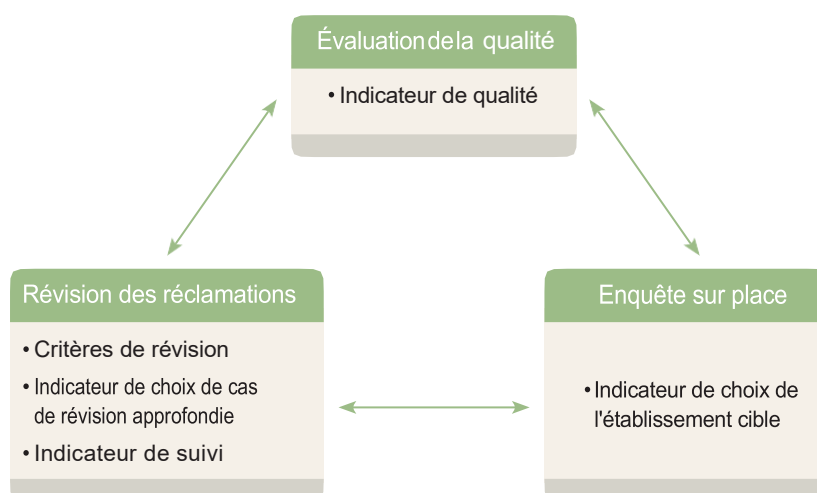 Évaluation de la qualité
• Indicateur de qualité
Révision des réclamations
• Critères de révision
• Indicateur de choix de cas
de révision approfondie
• Indicateur de suivi
Enquête sur place
• Indicateur de choix de
l'établissement cible